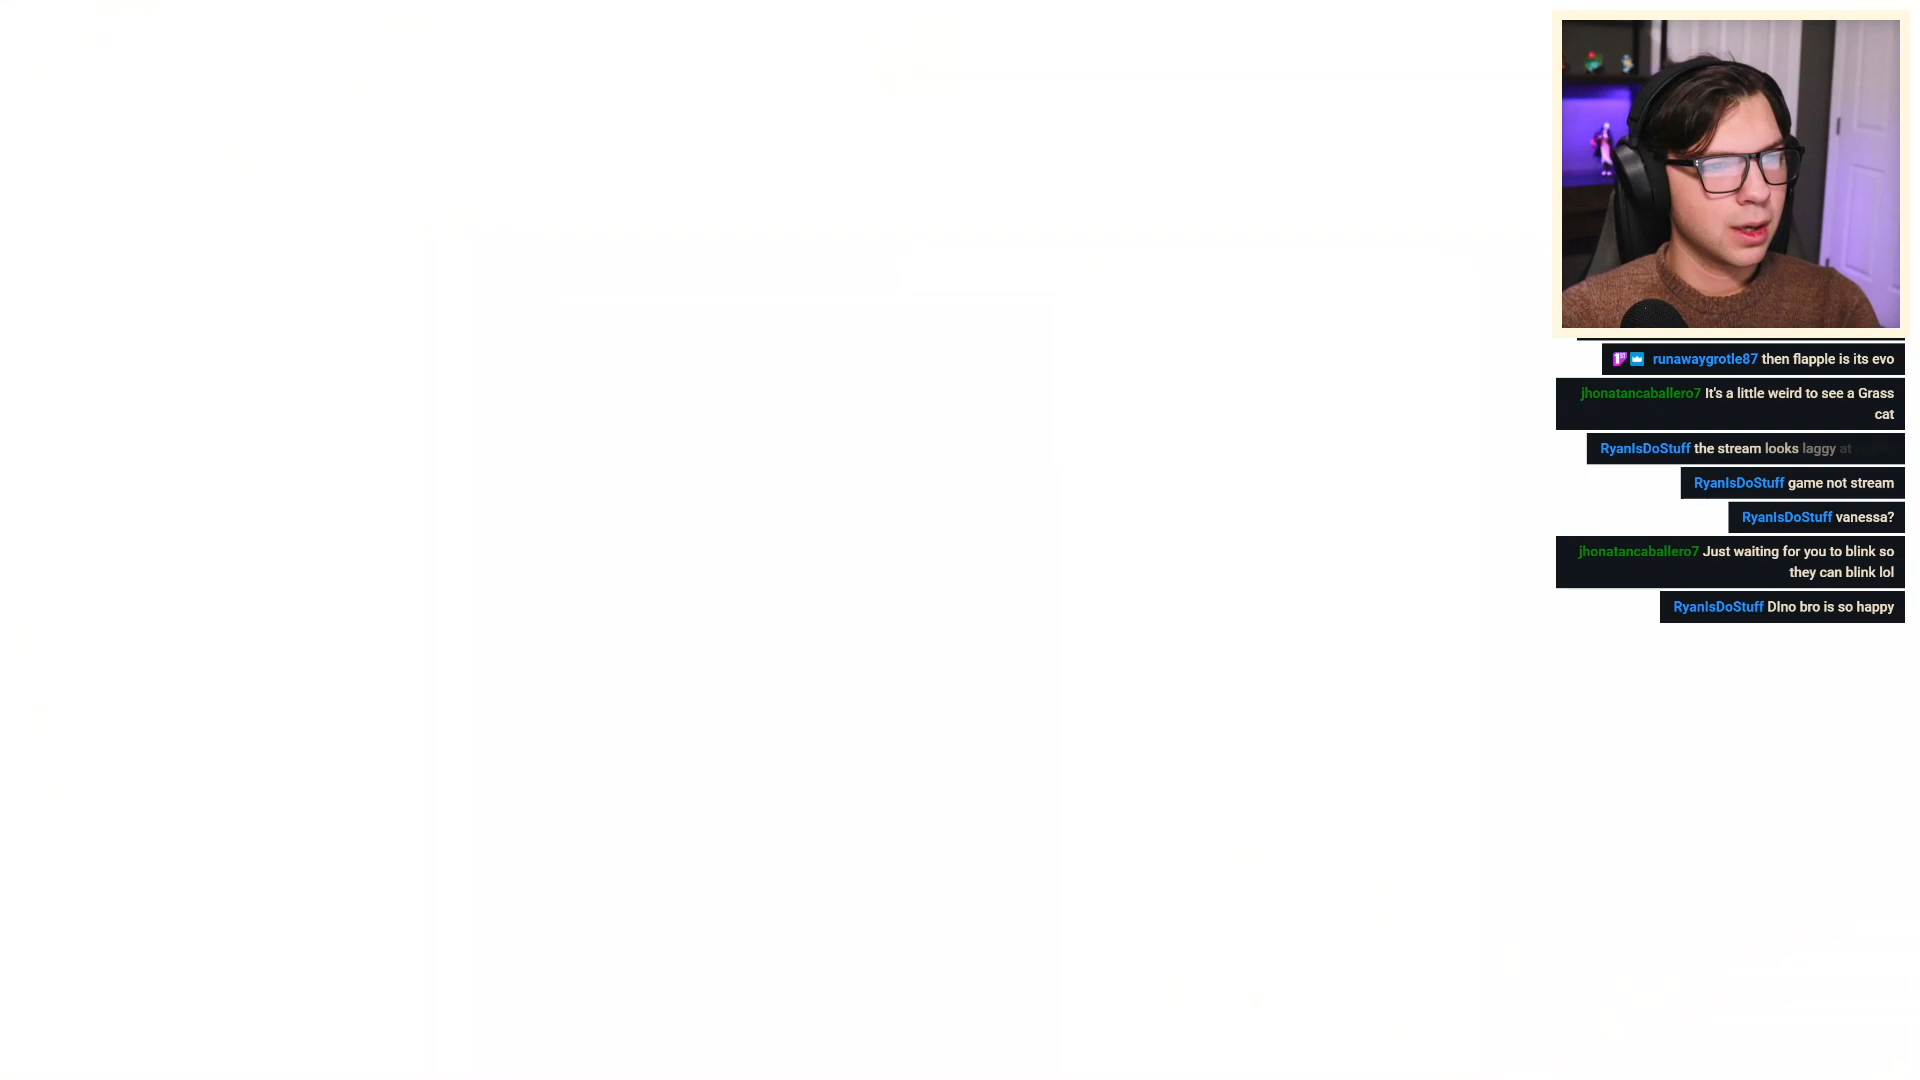 runawaygrotle87 then flapple is its evo
jhonatancaballero7 It's a little weird to see a Grass
cat
RyanIsDoStuff the stream looks laggy at
RyanIsDoStuff game not stream
RyanIsDoStuff vanessa?
jhonatancaballero7 Just waiting for you to blink so
they can blink lol
RyanIsDoStuff DIno bro is so happy